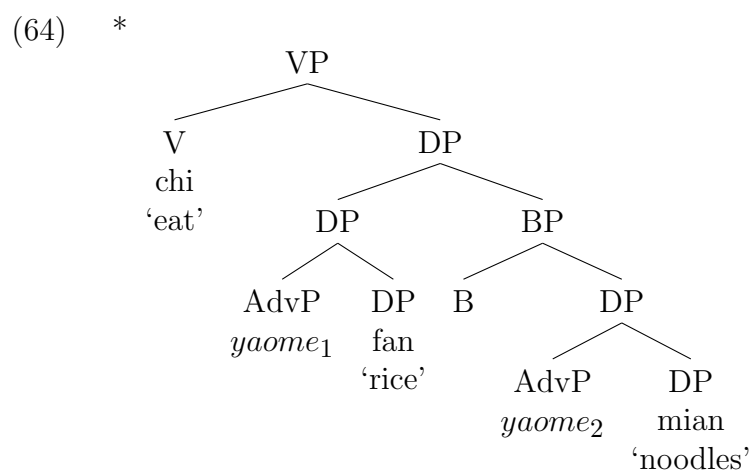 (64) *
VP
V DP
chi
‘eat’
DP BP
AdvP DP B DP
yaome₁ fan
‘rice’
AdvP DP
yaome₂ mian
‘noodles’